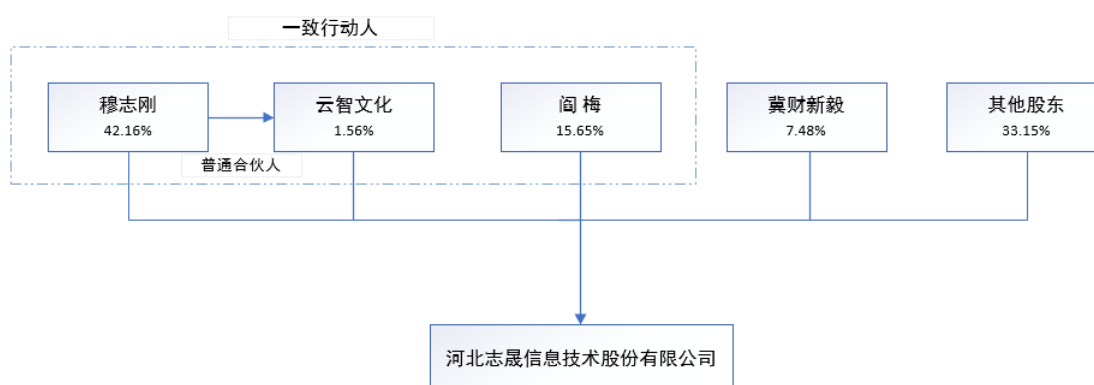 一致行动人
穆志刚
42.16%
云智文化
1.56%
阎 梅
15.65%
冀财新毅
7.48%
其他股东
33.15%
普通合伙人
河北志晟信息技术股份有限公司